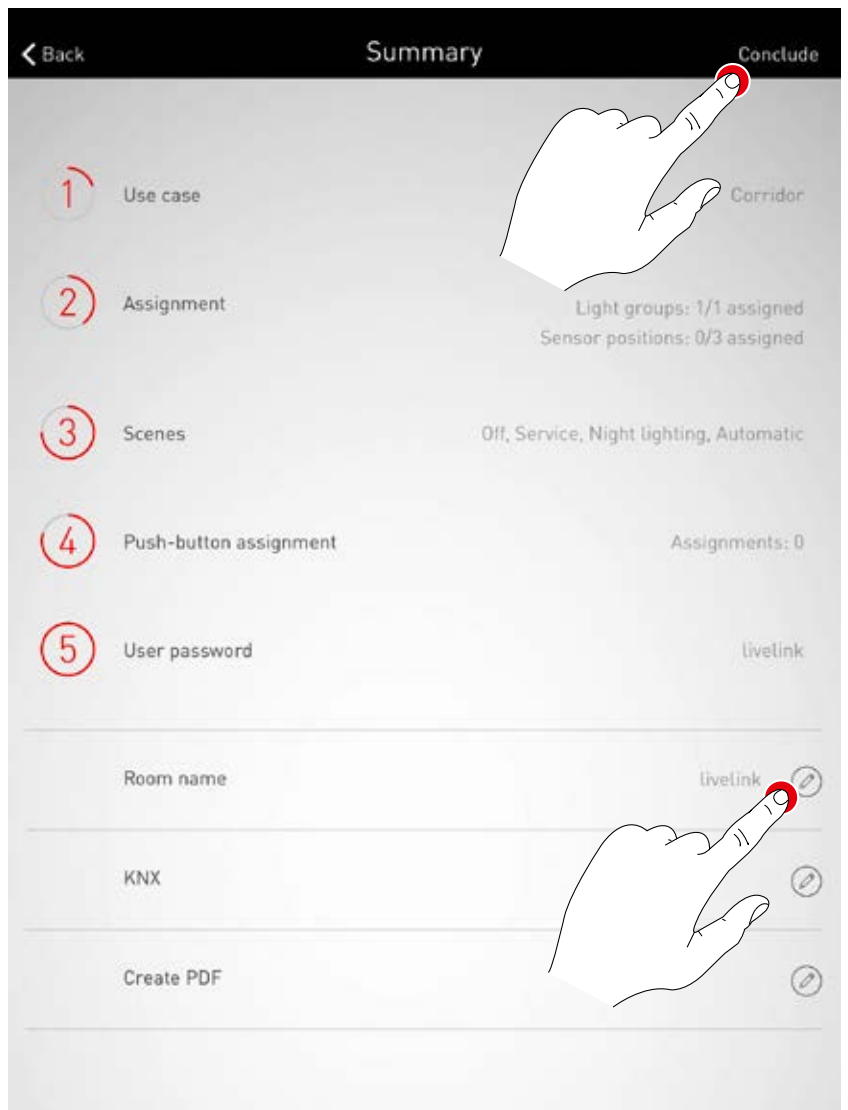 Back
Summary
Conclude
1
Use case
Corridor
2
Assignment
Light groups: 1/1 assigned
Sensor positions: 0/3 assigned
3
Scenes
Off, Service, Night lighting, Automatic
4
Push-button assignment
Assignments: 0
5
User password
livelink
Room name
livelink
KNX
Create PDF